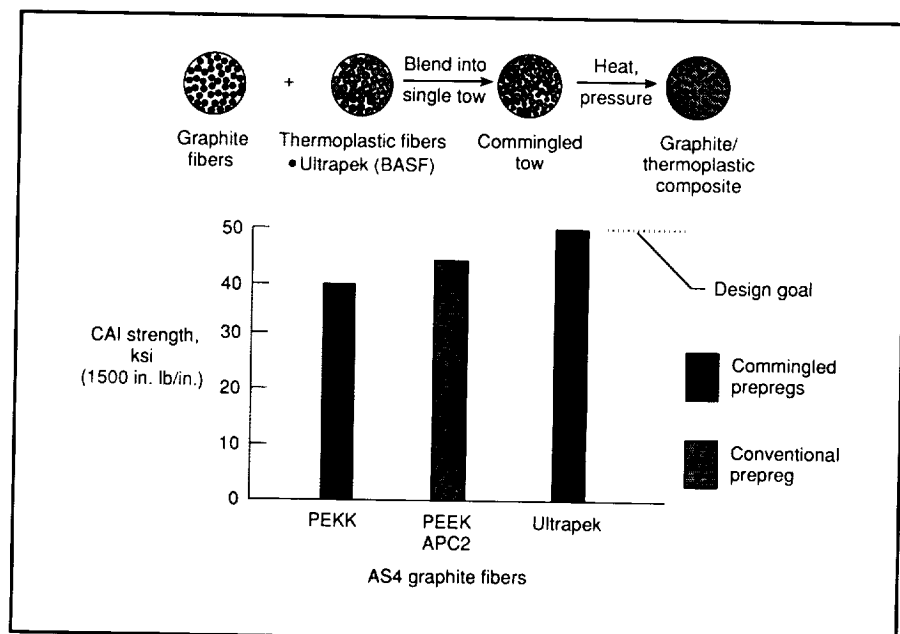 +
Blend into
single tow
Heat,
pressure
Graphite
fibers
Thermoplastic fibers
•Ultrapek (BASF)
Commingled
tow
Graphite/
thermoplastic
composite
50
40
30
20
10
0
CAI strength,
ksi
(1500 in. lb/in.)
Design goal
Commingled
prepregs
Conventional
prepreg
PEKK
PEEK
APC2
Ultrapek
AS4 graphite fibers